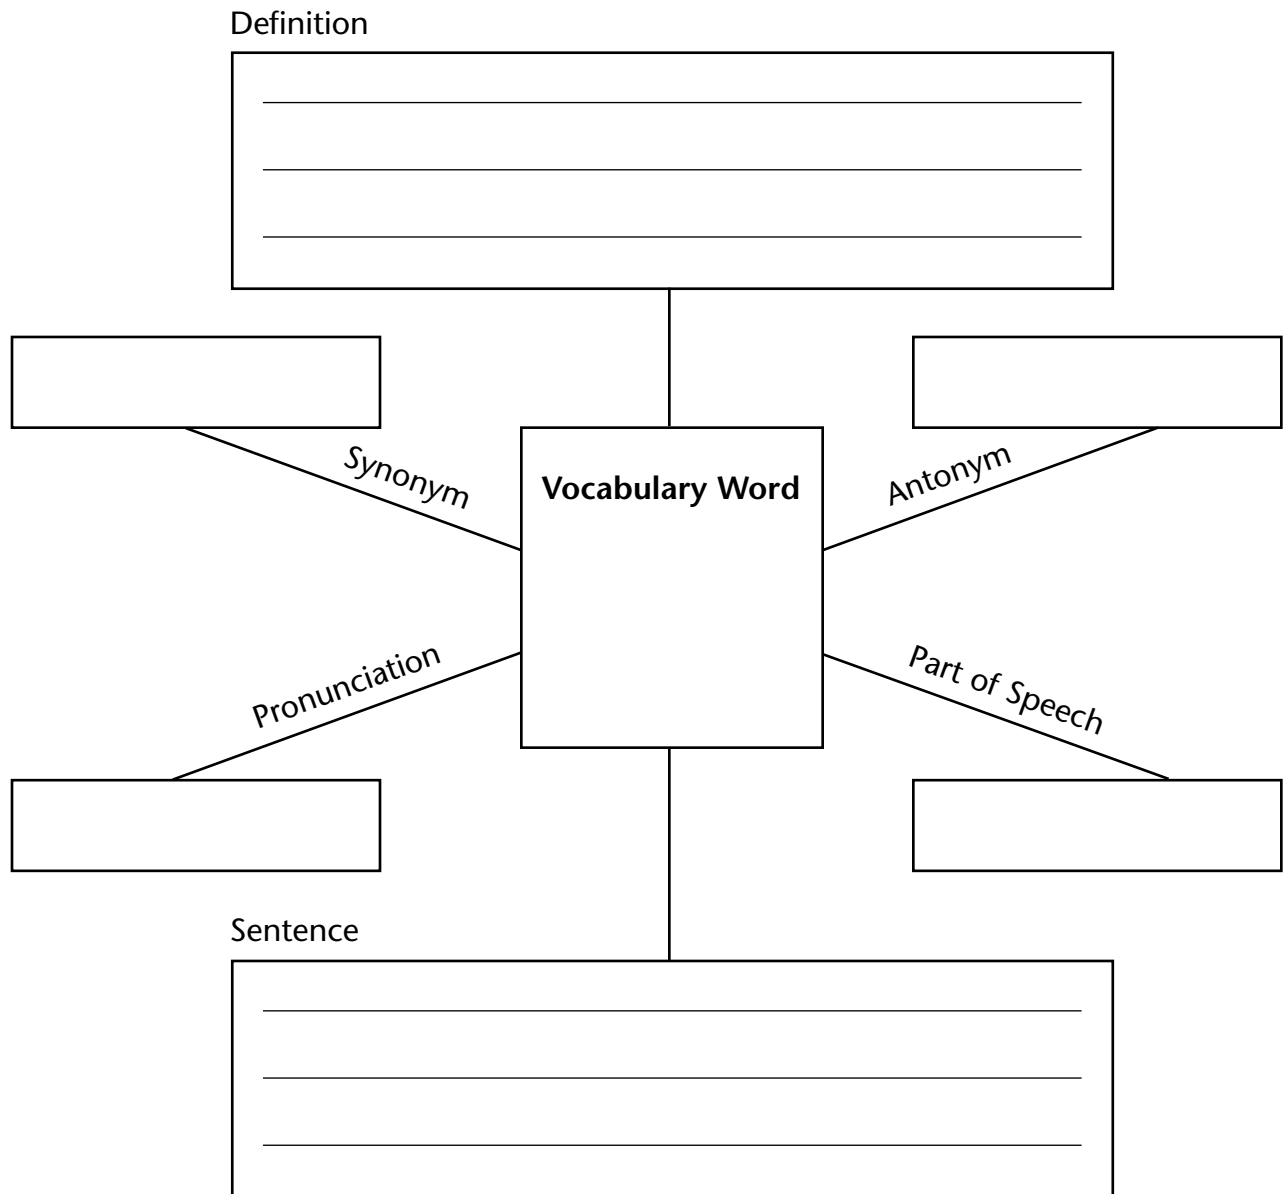 Definition
Synonym
Vocabulary Word
Antonym
Pronunciation
Part of Speech
Sentence